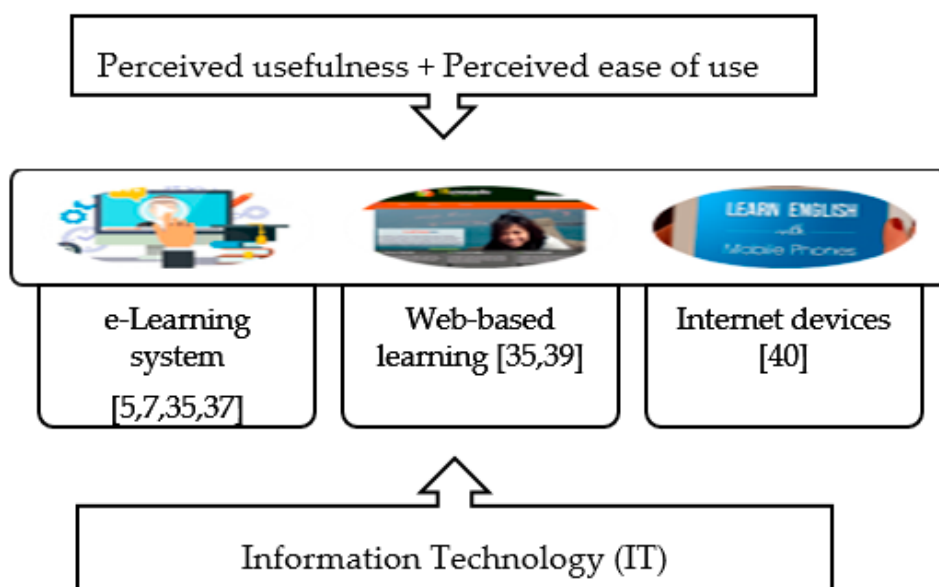 Perceived usefulness + Perceived ease of use
LEARN ENGLISH
with
Mobile Phones
e-Learning
system
[5,7,35,37]
Web-based
learning [35,39]
Internet devices
[40]
Information Technology (IT)